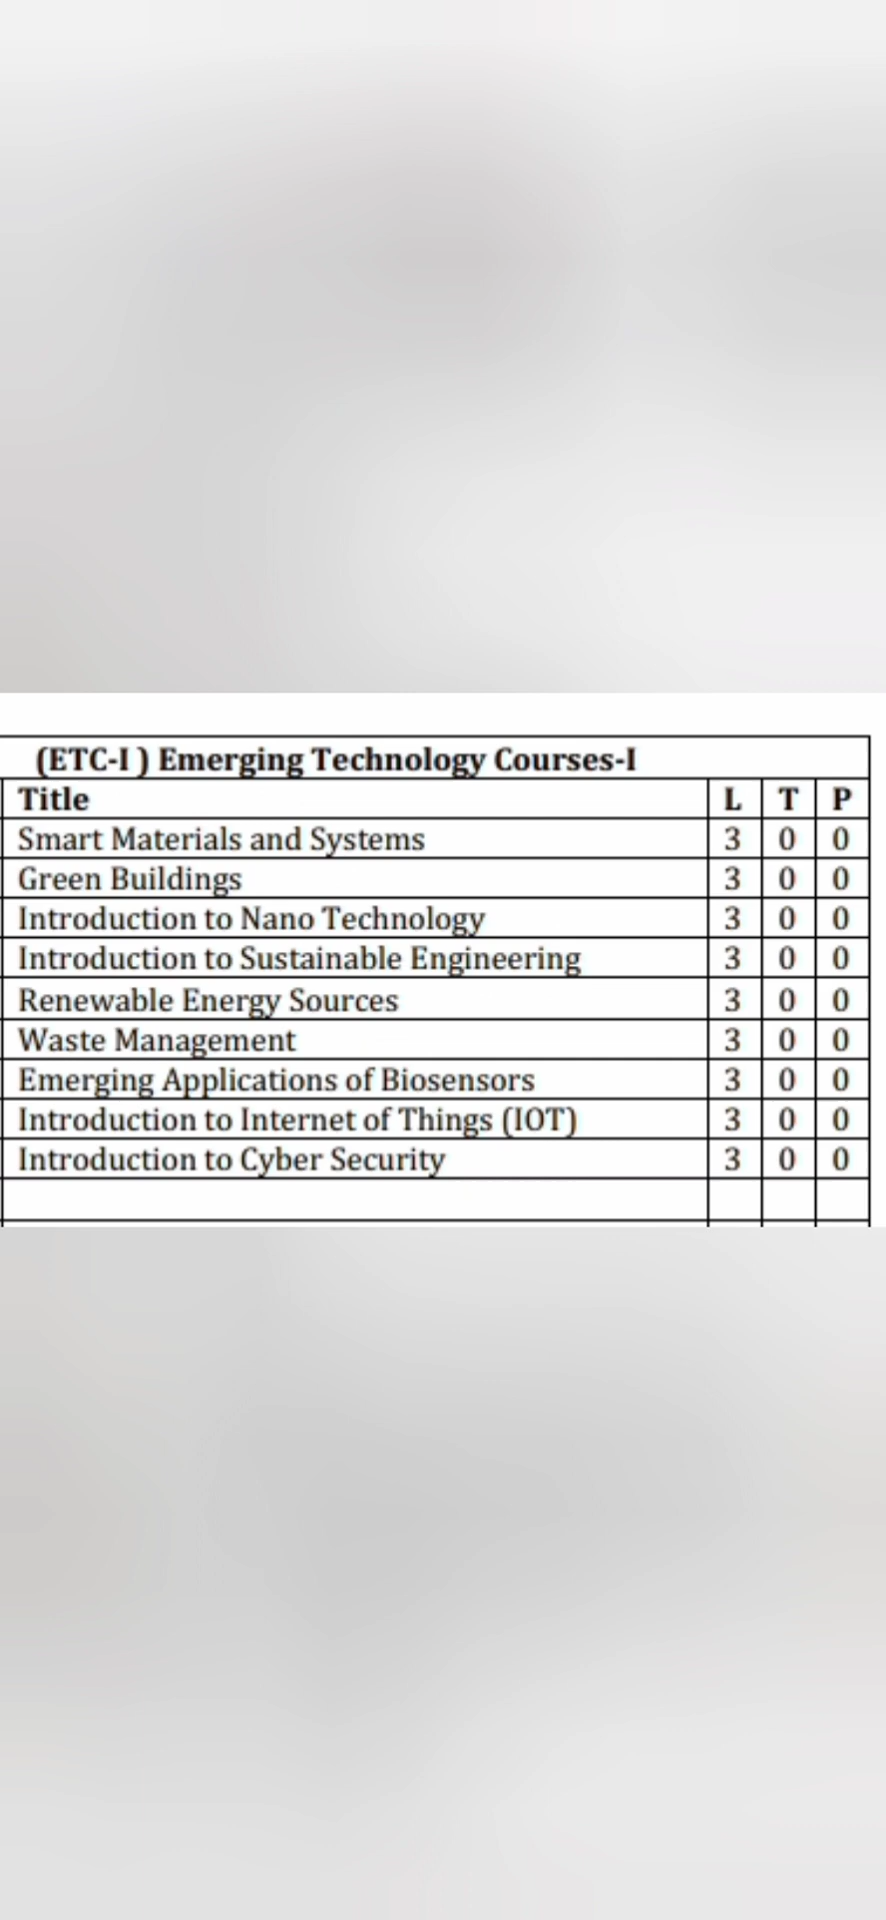 (ETC-I ) Emerging Technology Courses-I
Title L T P
Smart Materials and Systems 3 0 0
Green Buildings 3 0 0
Introduction to Nano Technology 3 0 0
Introduction to Sustainable Engineering 3 0 0
Renewable Energy Sources 3 0 0
Waste Management 3 0 0
Emerging Applications of Biosensors 3 0 0
Introduction to Internet of Things (IOT) 3 0 0
Introduction to Cyber Security 3 0 0